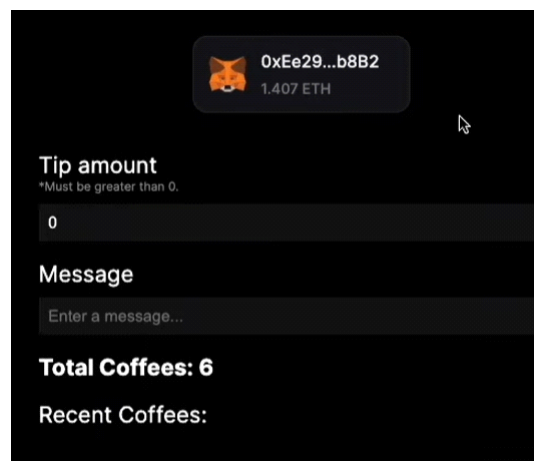 0xEe29...b8B2
1.407 ETH
Tip amount
*Must be greater than 0.
0
Message
Enter a message...
Total Coffees: 6
Recent Coffees: